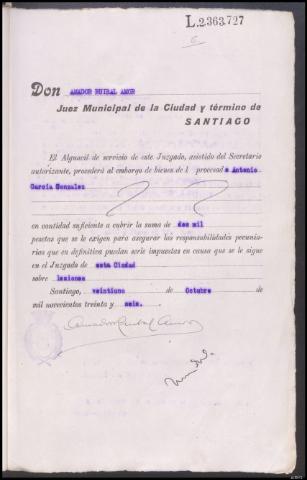 L.2.363.727
Don AMADOR RUIBAL AMOR
Juez Municipal de la Ciudad y término de
SANTIAGO
El Alguacil de servicio de este Juzgado, asistido del Secretario
autorizante, procederá al embargo de bienes de l procesado Antonio
García Gonzalez
en cantidad suficiente a cubrir la suma de dos mil
pesetas que se le exigen para asegurar las responsabilidades pecunia-
rias que en definitiva puedan serle impuestas en causa que se le sigue
en el Juzgado de esta Ciudad
sobre lesiones
Santiago, veintiuno de Octubre de
mil novecientos treinta y seis.
Amador Ruibal Amor